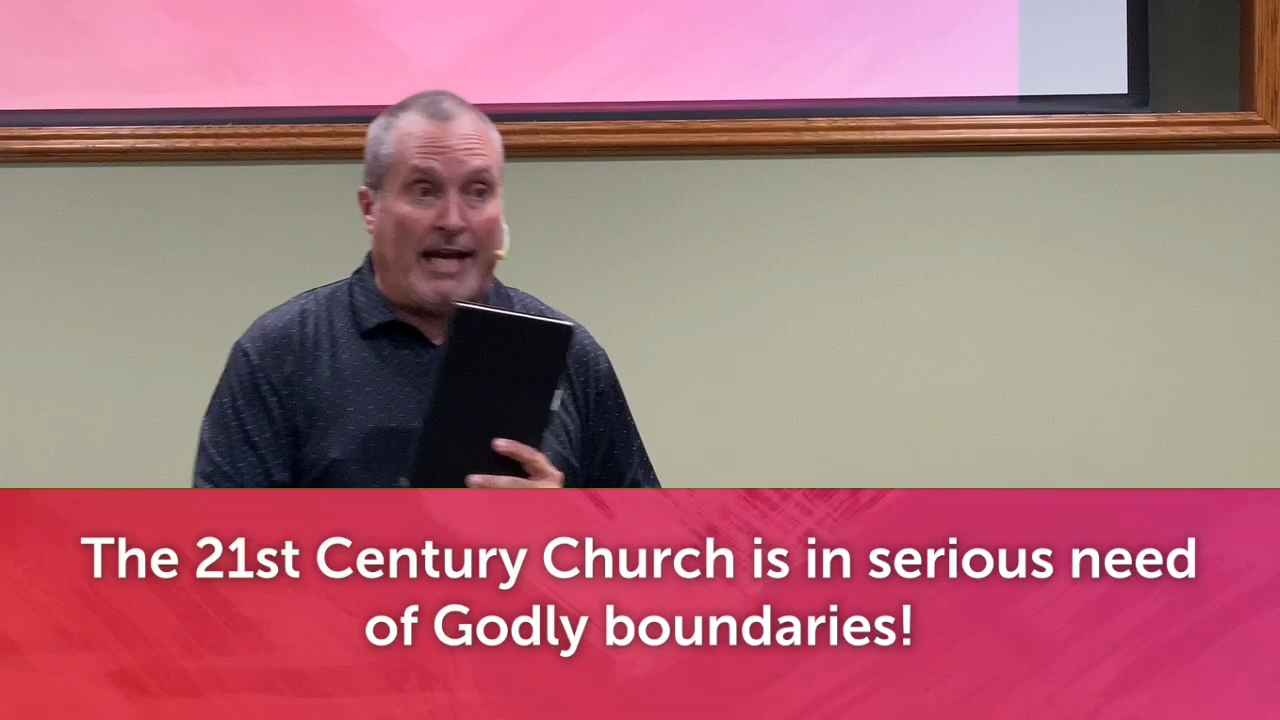 The 21st Century Church is in serious need
of Godly boundaries!